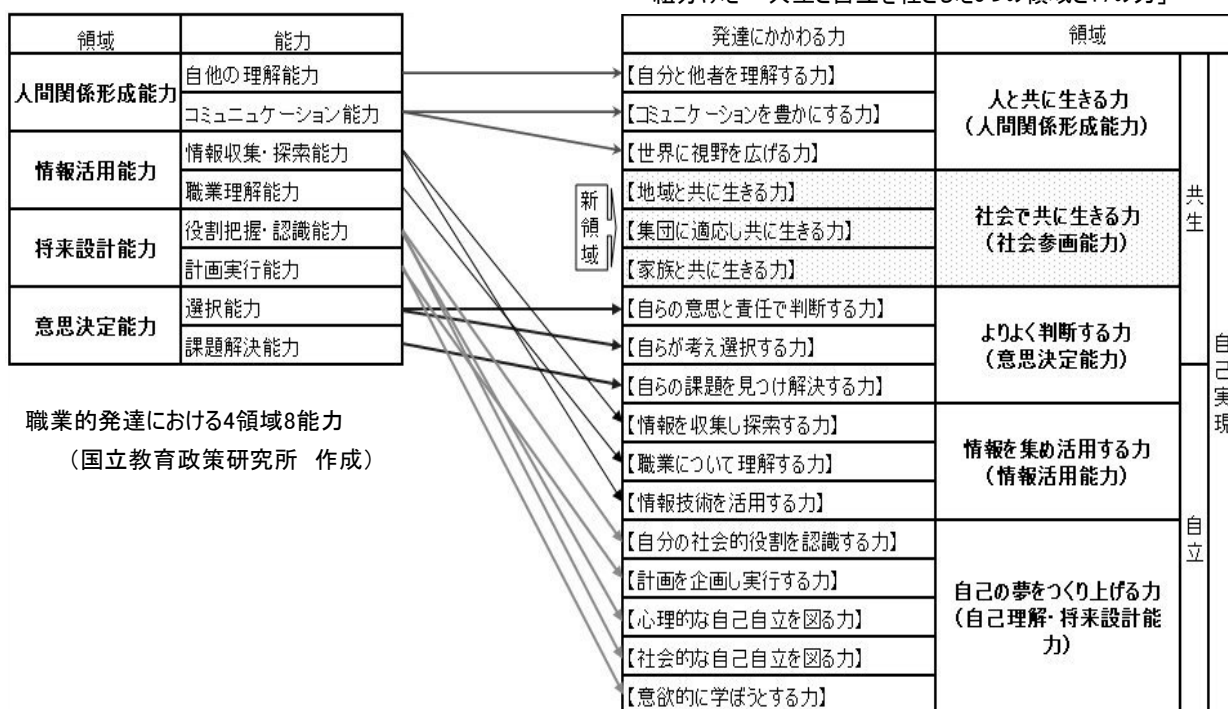 領域 能力
人間関係形成能力
自他の理解能力
コミュニュケーション能力
情報活用能力
情報収集・探索能力
職業理解能力
将来設計能力
役割把握・認識能力
計画実行能力
意思決定能力
選択能力
課題解決能力
職業的発達における4領域8能力
(国立教育政策研究所 作成)
発達にかかわる力 領域
【自分と他者を理解する力】
【コミュニケーションを豊かにする力】
【世界に視野を広げる力】
人と共に生きる力
(人間関係形成能力)
新領域
【地域と共に生きる力】
【集団に適応し共に生きる力】
【家族と共に生きる力】
社会で共に生きる力
(社会参画能力)
【自らの意思と責任で判断する力】
【自らが考え選択する力】
【自らの課題を見つけ解決する力】
よりよく判断する力
(意思決定能力)
【情報を収集し探索する力】
【職業について理解する力】
【情報技術を活用する力】
情報を集め活用する力
(情報活用能力)
【自分の社会的役割を認識する力】
【計画を企画し実行する力】
【心理的な自己自立を図る力】
【社会的な自己自立を図る力】
【意欲的に学ぼうとする力】
自己の夢をつくり上げる力
(自己理解・将来設計能
力)
共生
自立
自己実現